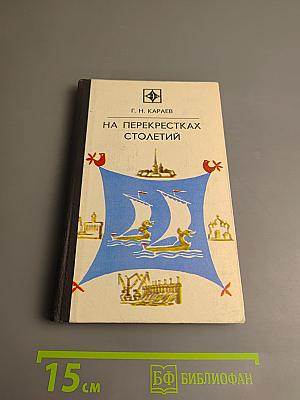 Г. Н. КАРАЕВ
НА ПЕРЕКРЕСТКАХ
СТОЛЕТИЙ
15 см
БФ БИБЛИОФАН